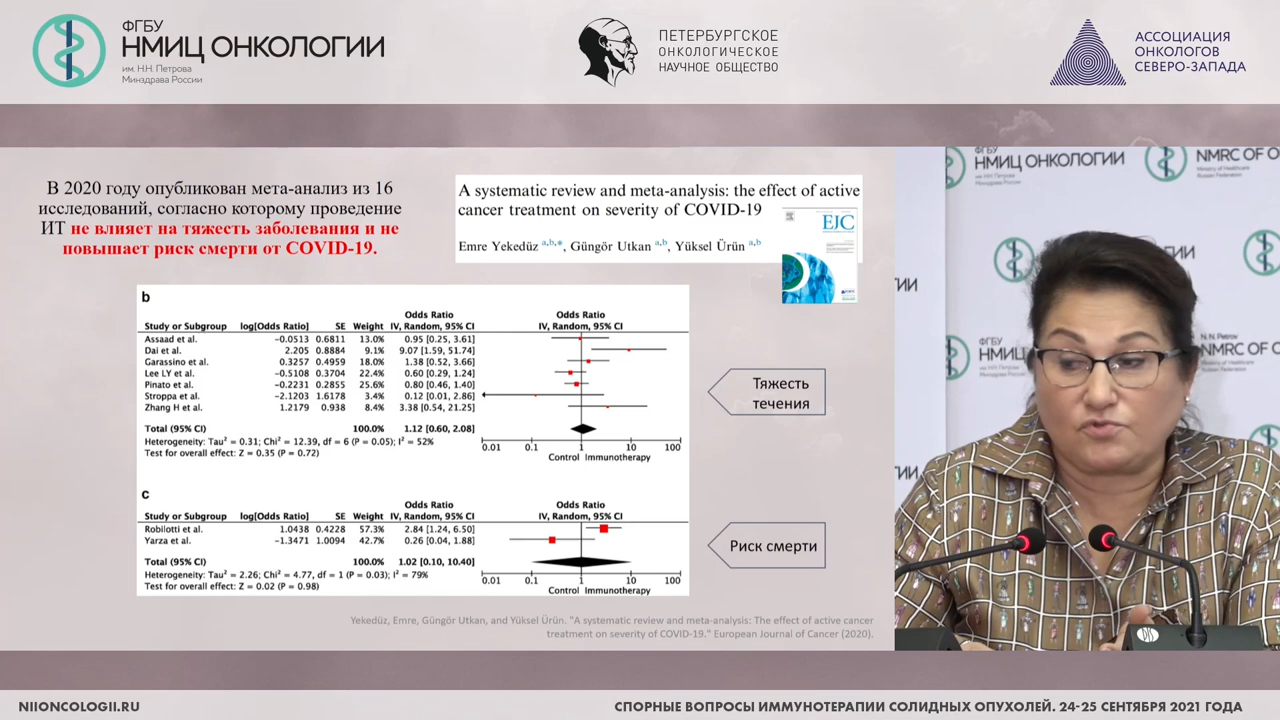 ФГБУ
НМИЦ ОНКОЛОГИИ
им. Н.Н. Петрова
Минздрава России
ПЕТЕРБУРГСКОЕ
ОНКОЛОГИЧЕСКОЕ
НАУЧНОЕ ОБЩЕСТВО
АССОЦИАЦИЯ
ОНКОЛОГОВ
СЕВЕРО-ЗАПАДА
В 2020 году опубликован мета-анализ из 16
исследований, согласно которому проведение
ИТ не влияет на тяжесть заболевания и не
повышает риск смерти от COVID-19.
A systematic review and meta-analysis: the effect of active
cancer treatment on severity of COVID-19
Emre Yekedüz a,b,*, Güngör Utkan a,b, Yüksel Ürün a,b
EJC
b
Odds Ratio Odds Ratio
Study or Subgroup log[Odds Ratio] SE Weight IV, Random, 95% CI IV, Random, 95% CI
Assaad et al. −0.0513 0.6811 13.0% 0.95 [0.25, 3.61]
Dai et al. 2.205 0.8884 9.1% 9.07 [1.59, 51.74]
Garassino et al. 0.3257 0.4959 18.0% 1.38 [0.52, 3.66]
Lee LY et al. −0.5108 0.3704 22.4% 0.60 [0.29, 1.24]
Pinato et al. −0.2231 0.2855 25.6% 0.80 [0.46, 1.40]
Stroppa et al. −2.1203 1.6178 3.4% 0.12 [0.01, 2.86]
Zhang H et al. 1.2179 0.938 8.4% 3.38 [0.54, 21.25]
Total (95% CI) 100.0% 1.12 [0.60, 2.08]
Heterogeneity: Tau² = 0.31; Chi² = 12.39, df = 6 (P = 0.05); I² = 52%
Test for overall effect: Z = 0.35 (P = 0.72)
0.01 0.1 1 10 100
Control Immunotherapy
Тяжесть
течения
c
Odds Ratio Odds Ratio
Study or Subgroup log[Odds Ratio] SE Weight IV, Random, 95% CI IV, Random, 95% CI
Robilotti et al. 1.0438 0.4228 57.3% 2.84 [1.24, 6.50]
Yarza et al. −1.3471 1.0094 42.7% 0.26 [0.04, 1.88]
Total (95% CI) 100.0% 1.02 [0.10, 10.40]
Heterogeneity: Tau² = 2.26; Chi² = 4.77, df = 1 (P = 0.03); I² = 79%
Test for overall effect: Z = 0.02 (P = 0.98)
0.01 0.1 1 10 100
Control Immunotherapy
Риск смерти
Yekedüz, Emre, Güngör Utkan, and Yüksel Ürün. "A systematic review and meta-analysis: The effect of active cancer
treatment on severity of COVID-19." European Journal of Cancer (2020).
ФГБУ
НМИЦ ОНКОЛОГИИ
NMRC OF O
Russian Federation
ГИИ
НМИЦ
N.N. Petrov
NMRC OF O
ГИИ
NIIONCOLOGII.RU
СПОРНЫЕ ВОПРОСЫ ИММУНОТЕРАПИИ СОЛИДНЫХ ОПУХОЛЕЙ. 24-25 СЕНТЯБРЯ 2021 ГОДА